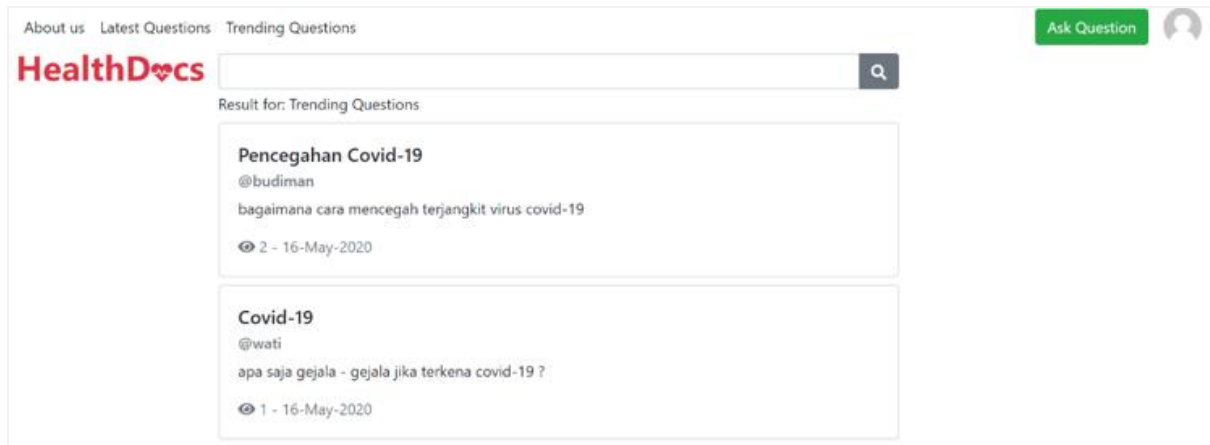 About us Latest Questions Trending Questions Ask Question
HealthDocs
Result for: Trending Questions
Pencegahan Covid-19
@budiman
bagaimana cara mencegah terjangkit virus covid-19
2 - 16-May-2020
Covid-19
@wati
apa saja gejala - gejala jika terkena covid-19 ?
1 - 16-May-2020